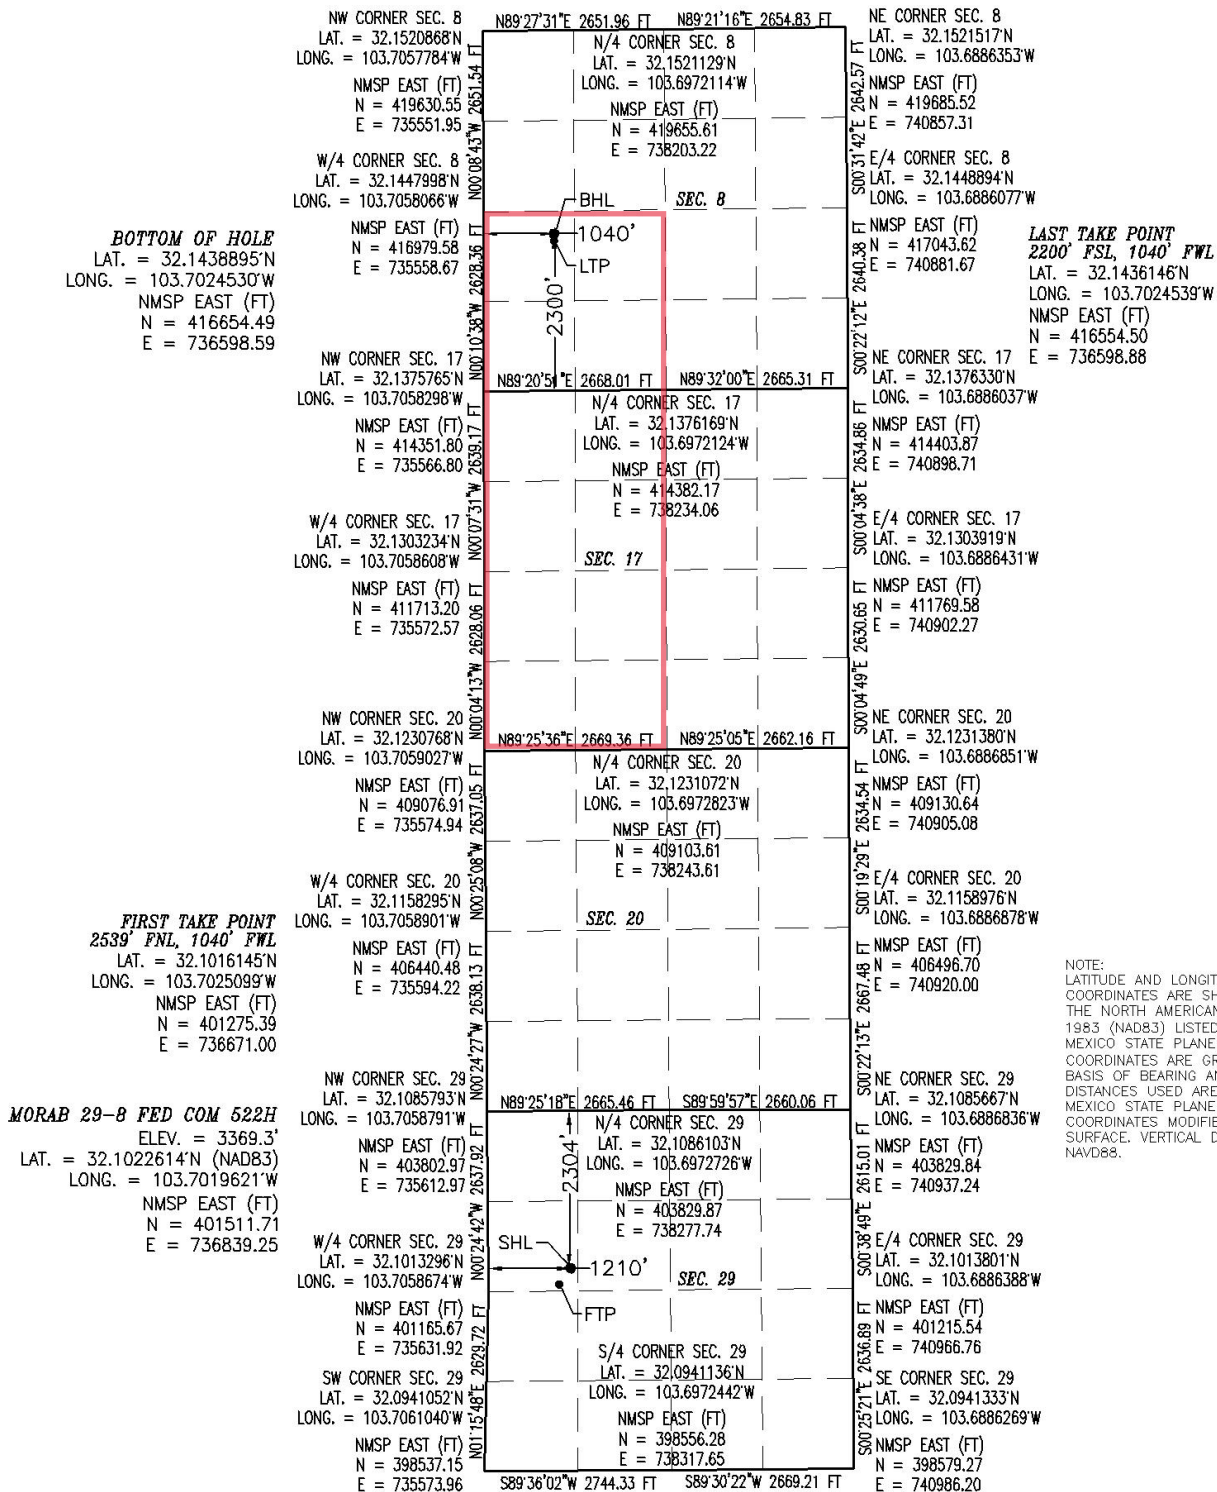 NW CORNER SEC. 8
LAT. = 32.1520868°N
LONG. = 103.7057784°W
NMSP EAST (FT)
N = 419630.55
E = 735551.95
N89°27'31"E 2651.96 FT
N89°21'16"E 2654.83 FT
N/4 CORNER SEC. 8
LAT. = 32.1521129°N
LONG. = 103.6972114°W
NMSP EAST (FT)
N = 419655.61
E = 738203.22
NE CORNER SEC. 8
LAT. = 32.1521517°N
LONG. = 103.6886353°W
NMSP EAST (FT)
N = 419685.52
E = 740857.31
N00°08'43"W 2651.54 FT
S00°31'42"E 2642.57 FT
W/4 CORNER SEC. 8
LAT. = 32.1447998°N
LONG. = 103.7058066°W
NMSP EAST (FT)
N = 416979.58
E = 735558.67
E/4 CORNER SEC. 8
LAT. = 32.1448894°N
LONG. = 103.6886077°W
NMSP EAST (FT)
N = 417043.62
E = 740881.67
BHL
SEC. 8
1040'
LTP
2300'
BOTTOM OF HOLE
LAT. = 32.1438895°N
LONG. = 103.7024530°W
NMSP EAST (FT)
N = 416654.49
E = 736598.59
LAST TAKE POINT
2200' FSL, 1040' FWL
LAT. = 32.1436146°N
LONG. = 103.7024539°W
NMSP EAST (FT)
N = 416554.50
E = 736598.88
N00°10'38"W 2628.36 FT
S00°22'12"E 2640.38 FT
NW CORNER SEC. 17
LAT. = 32.1375765°N
LONG. = 103.7058298°W
NMSP EAST (FT)
N = 414351.80
E = 735566.80
N89°20'51"E 2668.01 FT
N89°32'00"E 2665.31 FT
N/4 CORNER SEC. 17
LAT. = 32.1376169°N
LONG. = 103.6972124°W
NMSP EAST (FT)
N = 414382.17
E = 738234.06
NE CORNER SEC. 17
LAT. = 32.1376330°N
LONG. = 103.6886037°W
NMSP EAST (FT)
N = 414403.87
E = 740898.71
N00°07'31"W 2639.17 FT
S00°04'38"E 2634.86 FT
W/4 CORNER SEC. 17
LAT. = 32.1303234°N
LONG. = 103.7058608°W
NMSP EAST (FT)
N = 411713.20
E = 735572.57
SEC. 17
E/4 CORNER SEC. 17
LAT. = 32.1303919°N
LONG. = 103.6886431°W
NMSP EAST (FT)
N = 411769.58
E = 740902.27
N00°04'13"W 2628.06 FT
S00°04'49"E 2630.65 FT
NW CORNER SEC. 20
LAT. = 32.1230768°N
LONG. = 103.7059027°W
NMSP EAST (FT)
N = 409076.91
E = 735574.94
N89°25'36"E 2669.36 FT
N89°25'05"E 2662.16 FT
N/4 CORNER SEC. 20
LAT. = 32.1231072°N
LONG. = 103.6972823°W
NMSP EAST (FT)
N = 409103.61
E = 738243.61
NE CORNER SEC. 20
LAT. = 32.1231380°N
LONG. = 103.6886851°W
NMSP EAST (FT)
N = 409130.64
E = 740905.08
N00°25'08"W 2637.05 FT
S00°19'29"E 2634.54 FT
W/4 CORNER SEC. 20
LAT. = 32.1158295°N
LONG. = 103.7058901°W
NMSP EAST (FT)
N = 406440.48
E = 735594.22
SEC. 20
E/4 CORNER SEC. 20
LAT. = 32.1158976°N
LONG. = 103.6886878°W
NMSP EAST (FT)
N = 406496.70
E = 740920.00
FIRST TAKE POINT
2539' FNL, 1040' FWL
LAT. = 32.1016145°N
LONG. = 103.7025099°W
NMSP EAST (FT)
N = 401275.39
E = 736671.00
N00°24'27"W 2638.13 FT
S00°22'13"E 2667.48 FT
NOTE:
LATITUDE AND LONGIT
COORDINATES ARE SH
THE NORTH AMERICAN
1983 (NAD83) LISTED
MEXICO STATE PLANE
COORDINATES ARE GR
BASIS OF BEARING AN
DISTANCES USED ARE
MEXICO STATE PLANE
COORDINATES MODIFIE
SURFACE. VERTICAL D
NAVD88.
NW CORNER SEC. 29
LAT. = 32.1085793°N
LONG. = 103.7058791°W
NMSP EAST (FT)
N = 403802.97
E = 735612.97
N89°25'18"E 2665.46 FT
S89°59'57"E 2660.06 FT
N/4 CORNER SEC. 29
LAT. = 32.1086103°N
LONG. = 103.6972726°W
NMSP EAST (FT)
N = 403829.87
E = 738277.74
NE CORNER SEC. 29
LAT. = 32.1085667°N
LONG. = 103.6886836°W
NMSP EAST (FT)
N = 403829.84
E = 740937.24
MORAB 29-8 FED COM 522H
ELEV. = 3369.3'
LAT. = 32.1022614°N (NAD83)
LONG. = 103.7019621°W
NMSP EAST (FT)
N = 401511.71
E = 736839.25
N00°24'42"W 2637.92 FT
2304'
S00°38'49"E 2615.01 FT
W/4 CORNER SEC. 29
LAT. = 32.1013296°N
LONG. = 103.7058674°W
NMSP EAST (FT)
N = 401165.67
E = 735631.92
SHL
1210'
SEC. 29
FTP
E/4 CORNER SEC. 29
LAT. = 32.1013801°N
LONG. = 103.6886388°W
NMSP EAST (FT)
N = 401215.54
E = 740966.76
N01°15'48"E 2629.72 FT
S00°25'21"E 2636.89 FT
SW CORNER SEC. 29
LAT. = 32.0941052°N
LONG. = 103.7061040°W
NMSP EAST (FT)
N = 398537.15
E = 735573.96
S/4 CORNER SEC. 29
LAT. = 32.0941136°N
LONG. = 103.6972442°W
NMSP EAST (FT)
N = 398556.28
E = 738317.65
SE CORNER SEC. 29
LAT. = 32.0941333°N
LONG. = 103.6886269°W
NMSP EAST (FT)
N = 398579.27
E = 740986.20
S89°36'02"W 2744.33 FT
S89°30'22"W 2669.21 FT